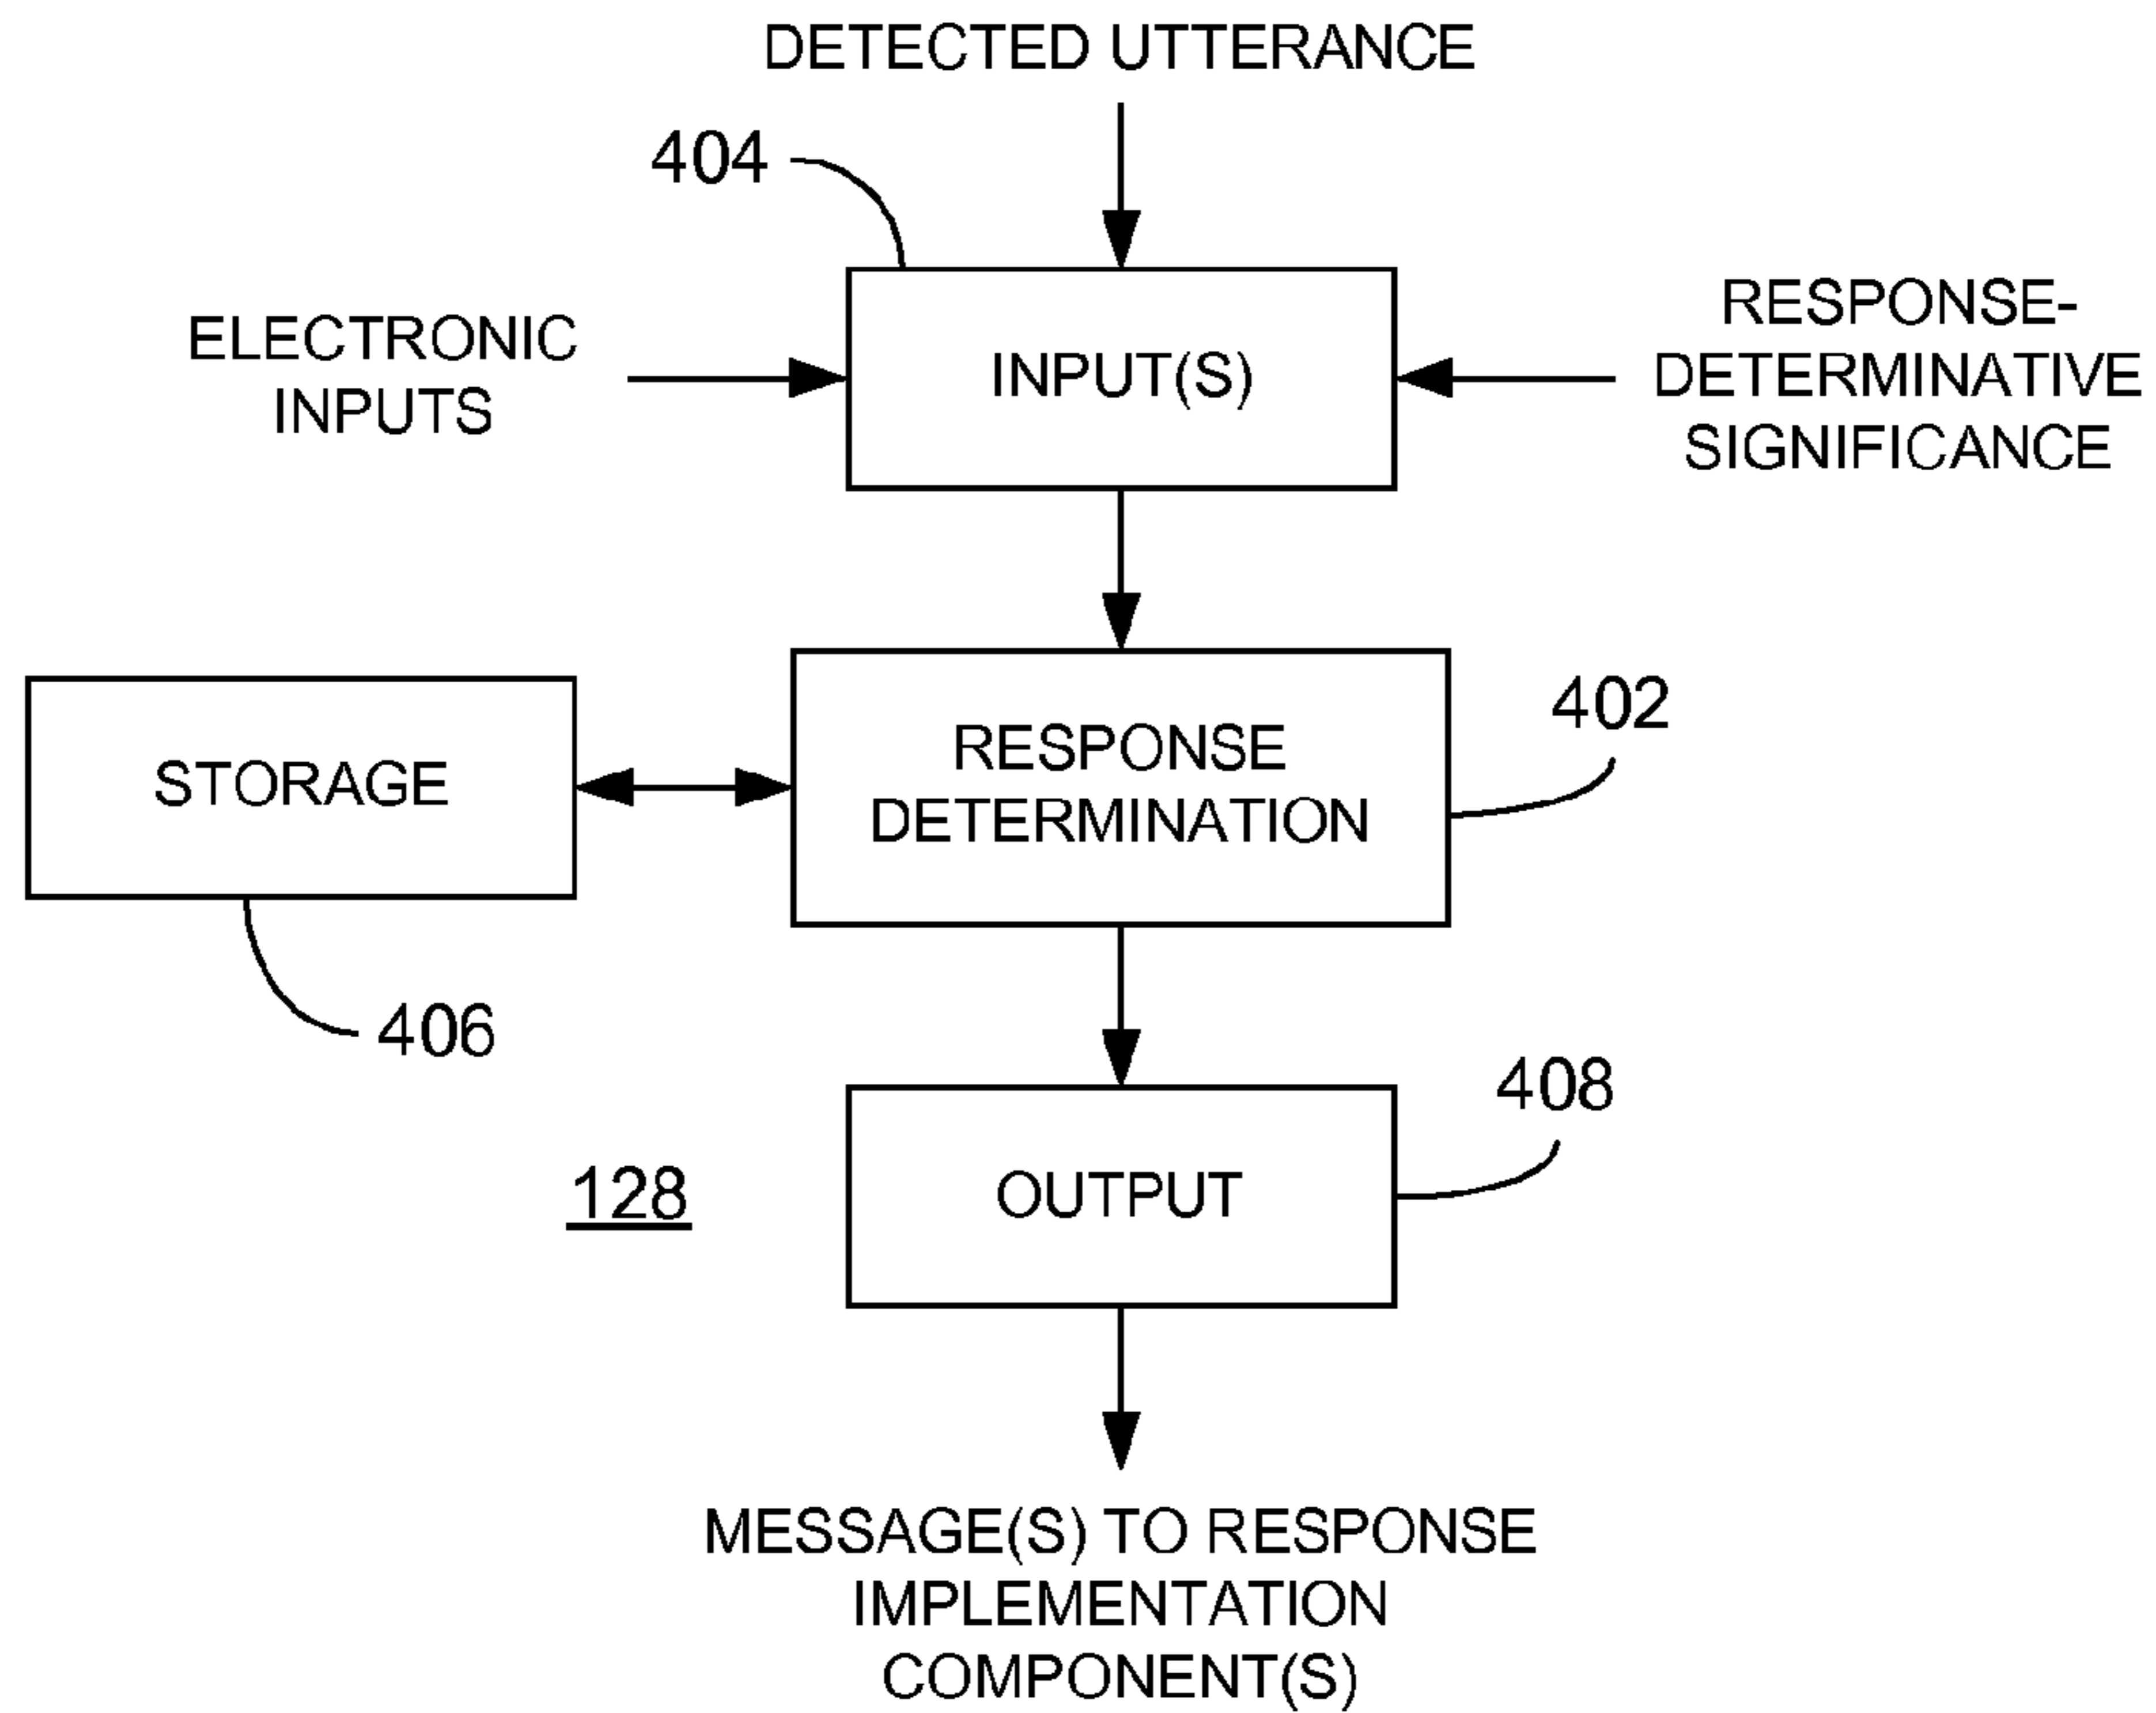 DETECTED UTTERANCE
404
ELECTRONIC
INPUTS
INPUT(S)
RESPONSE-
DETERMINATIVE
SIGNIFICANCE
STORAGE
RESPONSE
DETERMINATION
402
406
408
128
OUTPUT
MESSAGE(S) TO RESPONSE
IMPLEMENTATION
COMPONENT(S)